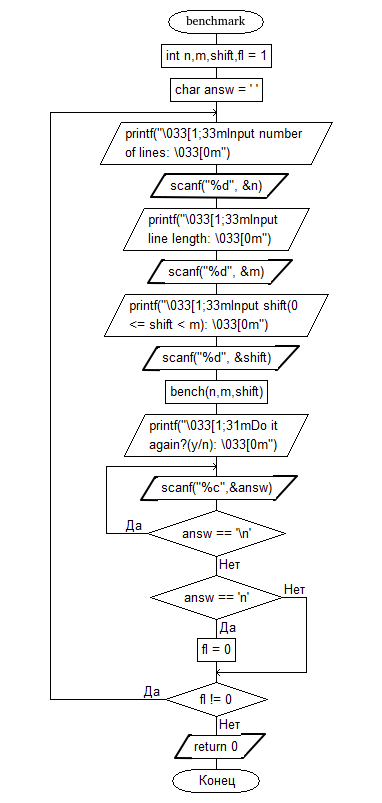 benchmark
int n,m,shift,fl = 1
char answ = ' '
printf("\033[1;33mInput number
of lines: \033[0m")
scanf("%d", &n)
printf("\033[1;33mInput
line length: \033[0m")
scanf("%d", &m)
printf("\033[1;33mInput shift(0
<= shift < m): \033[0m")
scanf("%d", &shift)
bench(n,m,shift)
printf("\033[1;31mDo it
again?(y/n): \033[0m")
scanf("%c",&answ)
Да
answ == '\n'
Нет
answ == 'n'
Нет
Да
fl = 0
Да
fl != 0
Нет
return 0
Конец